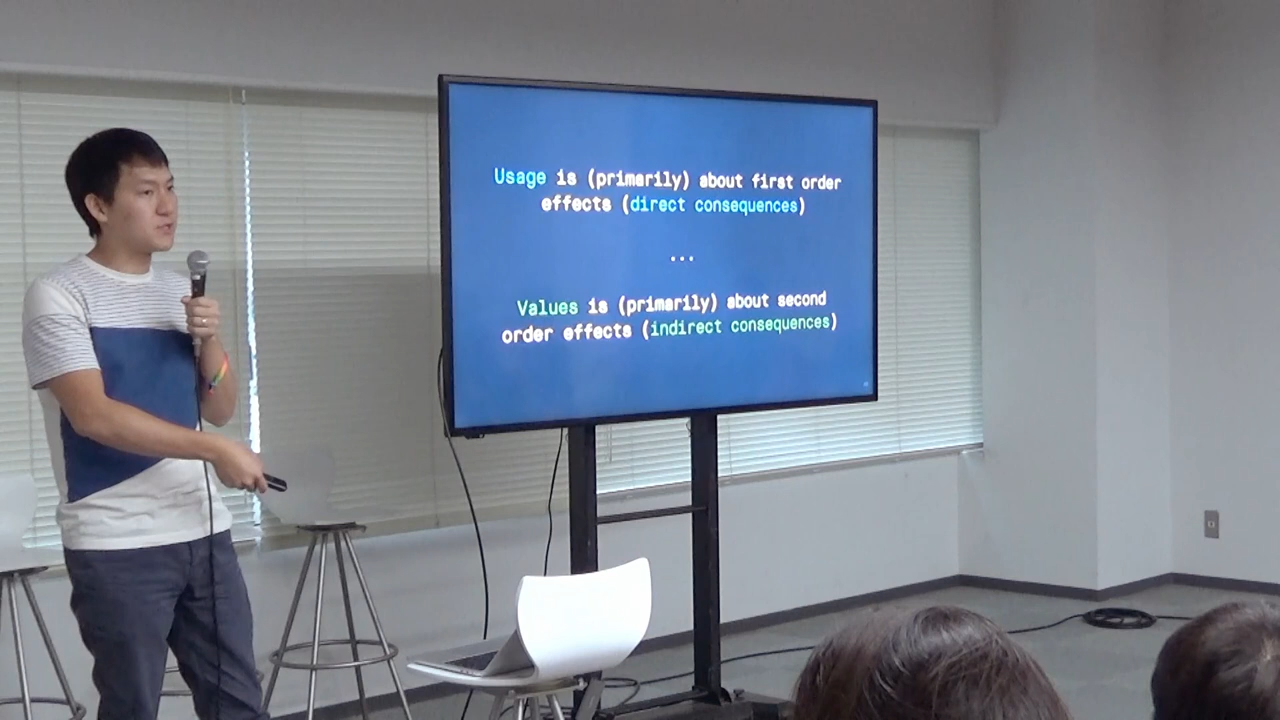 Usage is (primarily) about first order
effects (direct consequences)
...
Values is (primarily) about second
order effects (indirect consequences)